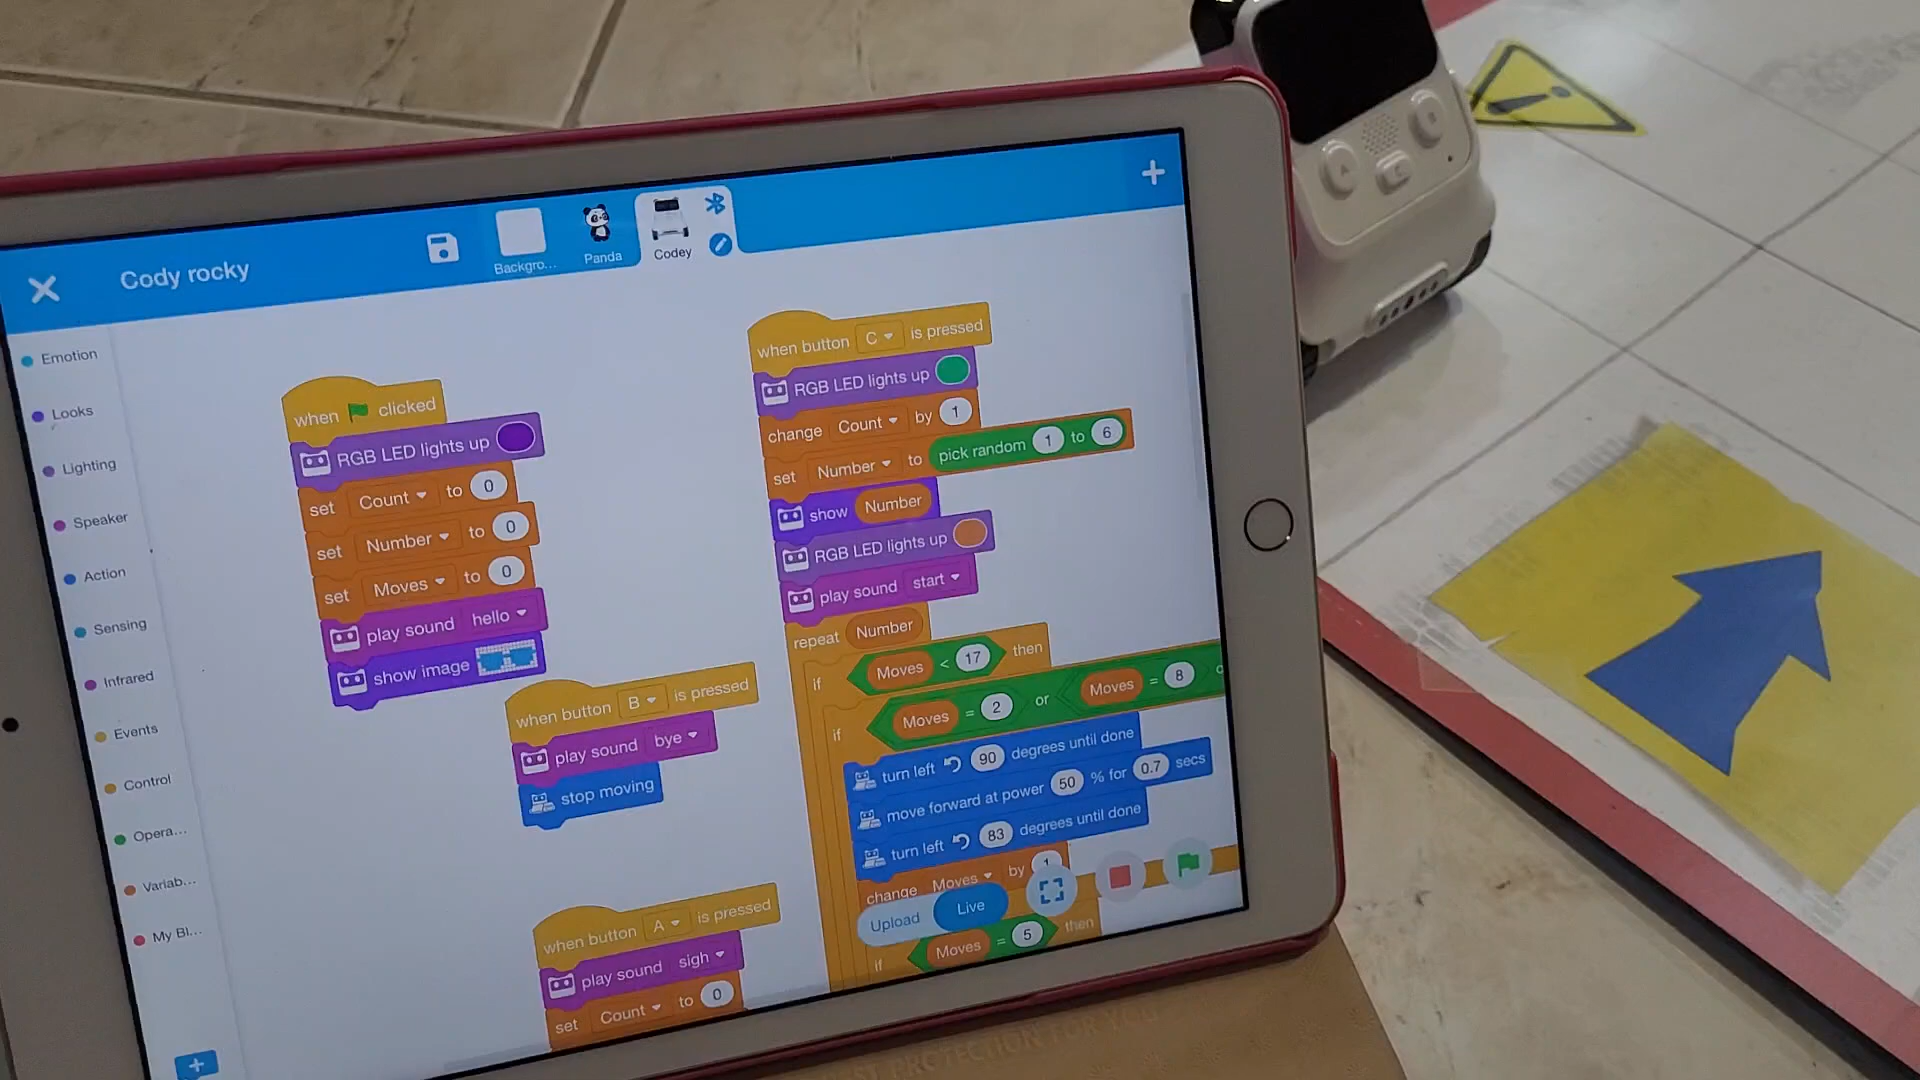 Cody rocky
Backgro...
Panda
Codey
Emotion
Looks
Lighting
Speaker
Action
Sensing
Infrared
Events
Control
Opera...
Variab...
My Bl...
when clicked
RGB LED lights up
set Count to 0
set Number to 0
set Moves to 0
play sound hello
show image
when button B is pressed
play sound bye
stop moving
when button A is pressed
play sound sigh
set Count to 0
when button C is pressed
RGB LED lights up
change Count by 1
set Number to pick random 1 to 6
show Number
RGB LED lights up
play sound start
repeat Number
if Moves < 17 then
if Moves = 2 or Moves = 8
turn left 90 degrees until done
move forward at power 50 % for 0.7 secs
turn left 83 degrees until done
change Moves by 1
Upload Live
if Moves = 5 then
PROTECTION FOR YOU